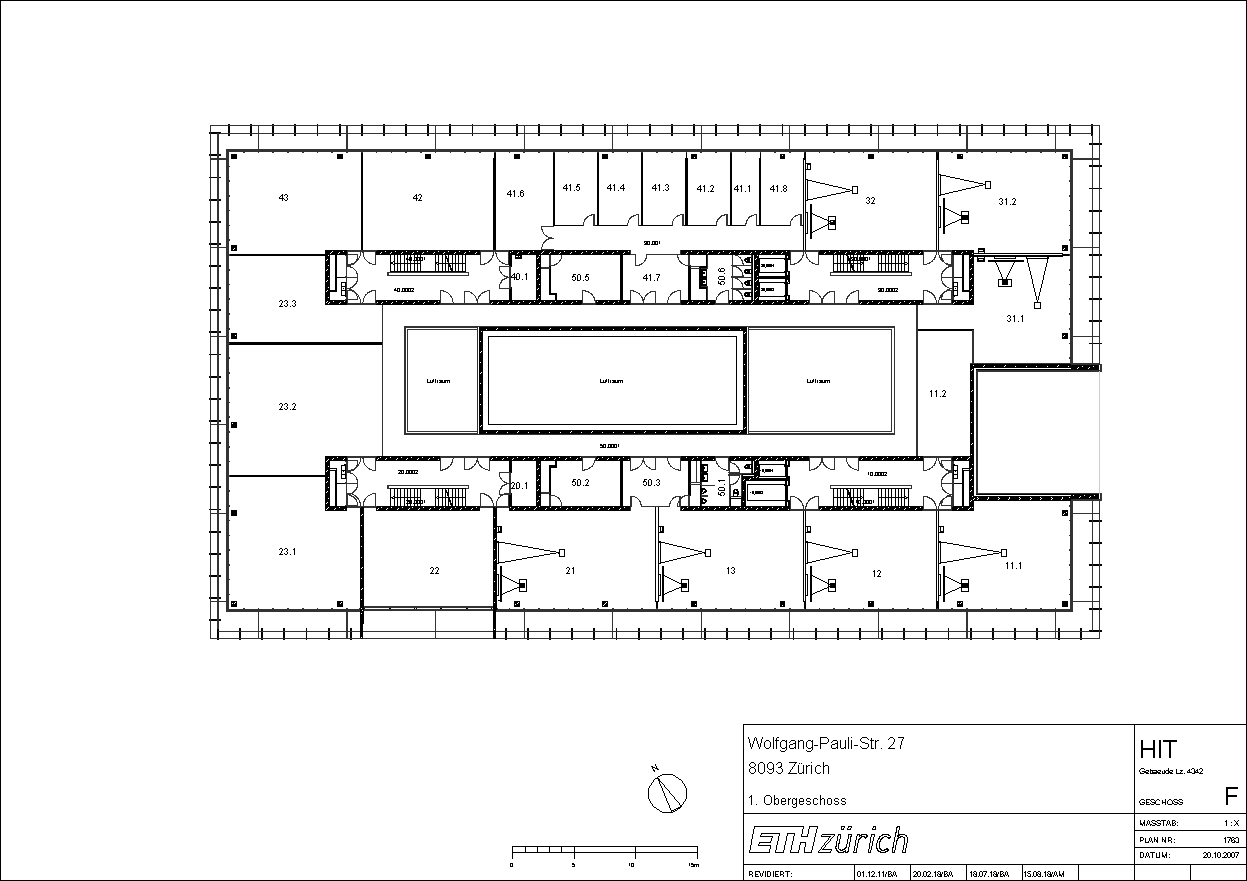 43
42
41.6
41.5
41.4
41.3
41.2
41.1
41.8
32
31.2
30.001
23.3
40.0002
40.1
50.5
41.7
50.6
30.0002
31.1
Luftraum
Luftraum
Luftraum
11.2
23.2
50.0001
20.0002
20.1
50.2
50.3
50.1
10.0002
23.1
22
21
13
12
11.1
Wolfgang-Pauli-Str. 27
8093 Zürich
1. Obergeschoss
HIT
Gebaeude Lz. 4342
GESCHOSS F
ETH zürich
MASSTAB: 1 : X
PLAN NR.: 1763
DATUM: 20.10.2007
REVIDIERT: 01.12.11/BA 20.02.18/BA 18.07.18/BA 15.08.18/AM
N
0 5 10 15m